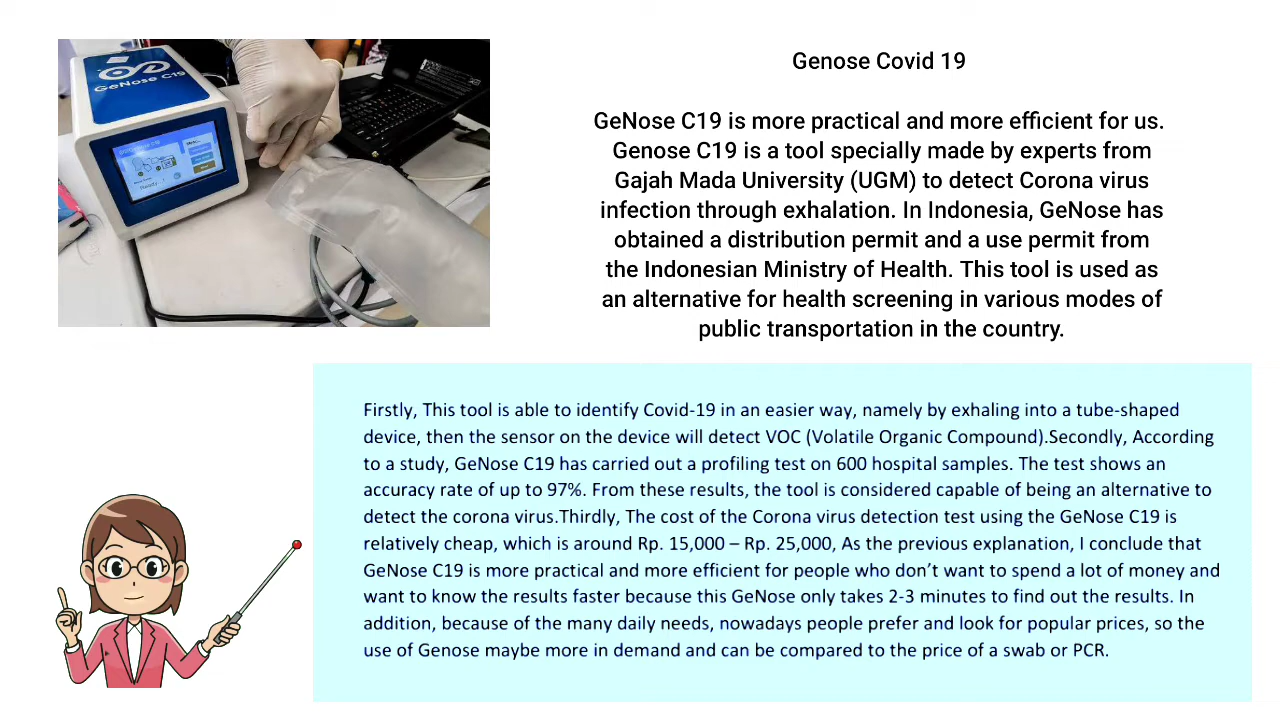 GeNose C19
Genose Covid 19
GeNose C19 is more practical and more efficient for us.
Genose C19 is a tool specially made by experts from
Gajah Mada University (UGM) to detect Corona virus
infection through exhalation. In Indonesia, GeNose has
obtained a distribution permit and a use permit from
the Indonesian Ministry of Health. This tool is used as
an alternative for health screening in various modes of
public transportation in the country.
Firstly, This tool is able to identify Covid-19 in an easier way, namely by exhaling into a tube-shaped
device, then the sensor on the device will detect VOC (Volatile Organic Compound).Secondly, According
to a study, GeNose C19 has carried out a profiling test on 600 hospital samples. The test shows an
accuracy rate of up to 97%. From these results, the tool is considered capable of being an alternative to
detect the corona virus.Thirdly, The cost of the Corona virus detection test using the GeNose C19 is
relatively cheap, which is around Rp. 15,000 – Rp. 25,000, As the previous explanation, I conclude that
GeNose C19 is more practical and more efficient for people who don’t want to spend a lot of money and
want to know the results faster because this GeNose only takes 2-3 minutes to find out the results. In
addition, because of the many daily needs, nowadays people prefer and look for popular prices, so the
use of Genose maybe more in demand and can be compared to the price of a swab or PCR.